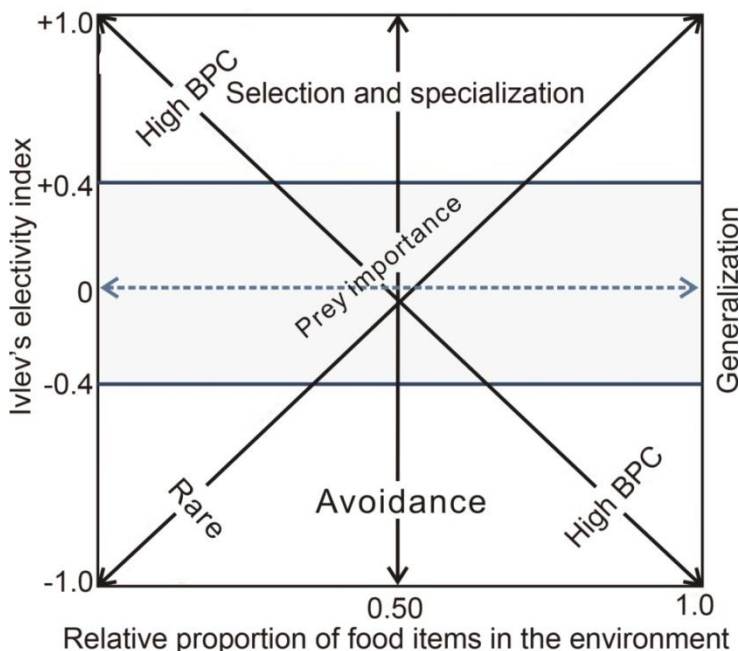 +1.0
High BPC
Selection and specialization
+0.4
Prey importance
0
-0.4
Ivlev's electivity index
Generalization
Rare
Avoidance
High BPC
-1.0
0.50
1.0
Relative proportion of food items in the environment